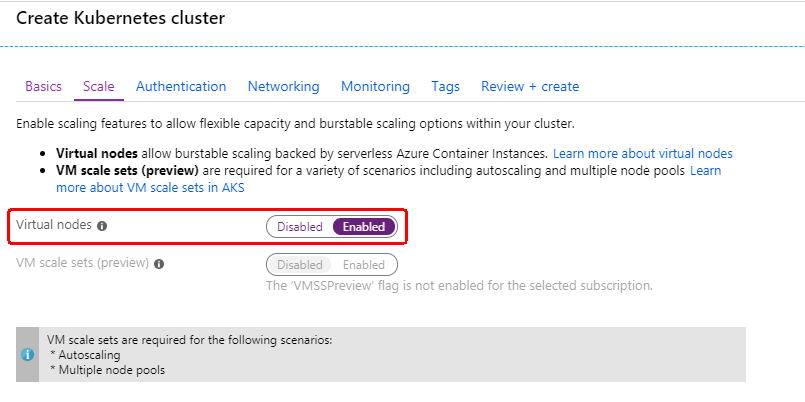 Create Kubernetes cluster
Basics Scale Authentication Networking Monitoring Tags Review + create
Enable scaling features to allow flexible capacity and burstable scaling options within your cluster.
• Virtual nodes allow burstable scaling backed by serverless Azure Container Instances. Learn more about virtual nodes
• VM scale sets (preview) are required for a variety of scenarios including autoscaling and multiple node pools Learn
more about VM scale sets in AKS
Virtual nodes Disabled Enabled
VM scale sets (preview) Disabled Enabled
The 'VMSSPreview' flag is not enabled for the selected subscription.
VM scale sets are required for the following scenarios:
* Autoscaling
* Multiple node pools